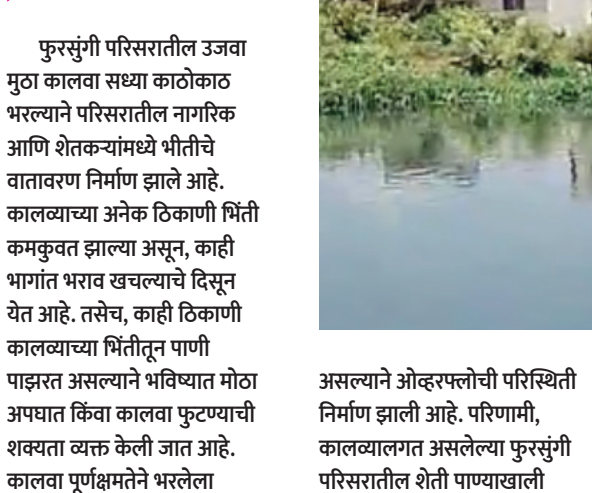 फुरसुंगी परिसरातील उजवा
मुठा कालवा सध्या काठोकाठ
भरल्याने परिसरातील नागरिक
आणि शेतकऱ्यांमध्ये भीतीचे
वातावरण निर्माण झाले आहे.
कालव्याच्या अनेक ठिकाणी भिंती
कमकुवत झाल्या असून, काही
भागांत भराव खचल्याचे दिसून
येत आहे. तसेच, काही ठिकाणी
कालव्याच्या भिंतीतून पाणी
पाझरत असल्याने भविष्यात मोठा
अपघात किंवा कालवा फुटण्याची
शक्यता व्यक्त केली जात आहे.
कालवा पूर्णक्षमतेने भरलेला
असल्याने ओव्हरफ्लोची परिस्थिती
निर्माण झाली आहे. परिणामी,
कालव्यालगत असलेल्या फुरसुंगी
परिसरातील शेती पाण्याखाली